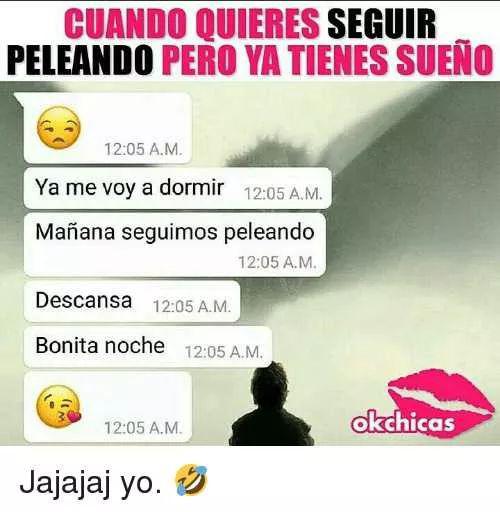 CUANDO QUIERES SEGUIR
PELEANDO PERO YA TIENES SUEÑO
😒
12:05 A.M.
Ya me voy a dormir 12:05 A.M.
Mañana seguimos peleando
12:05 A.M.
Descansa 12:05 A.M.
Bonita noche 12:05 A.M.
😘
12:05 A.M.
okchicas
Jajajaj yo. 🤣